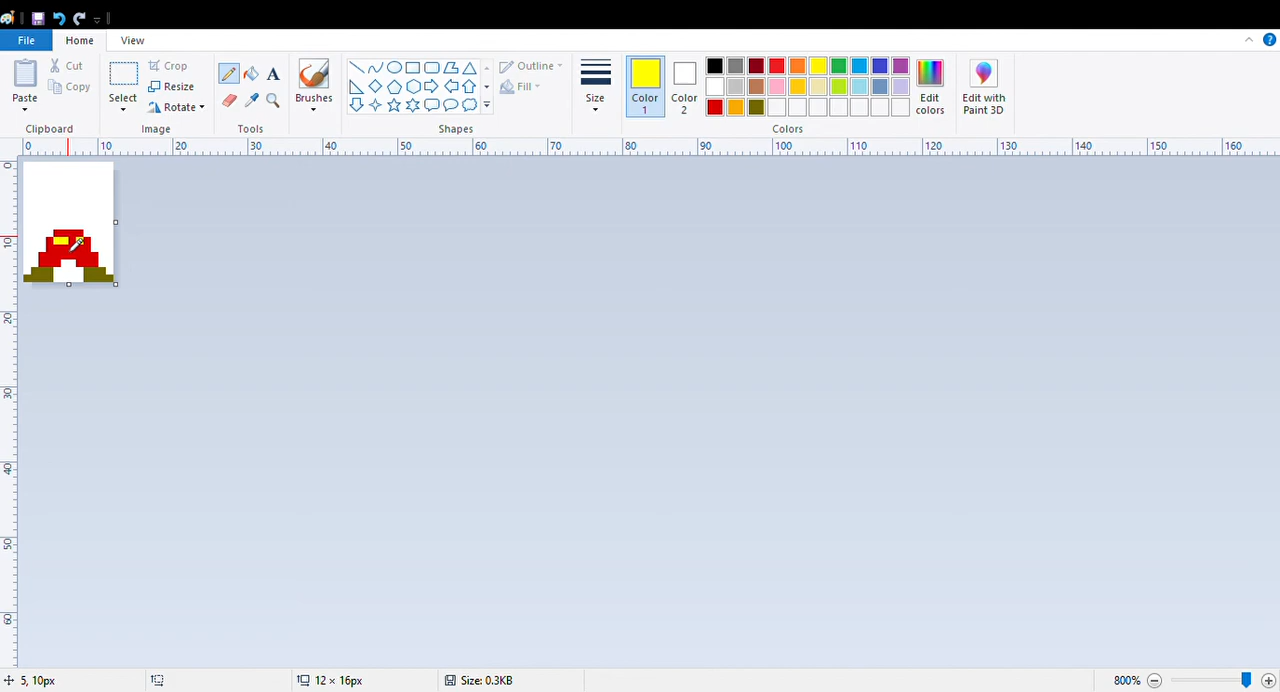 File Home View
Paste Cut Copy
Clipboard
Select Crop Resize Rotate
Image
A
Tools
Brushes
Shapes
Outline Fill
Size
Color 1 Color 2
Edit colors
Colors
Edit with Paint 3D
?
0 10 20 30 40 50 60 70 80 90 100 110 120 130 140 150 160
0
10
20
30
40
50
60
5, 10px 12 × 16px Size: 0.3KB 800%